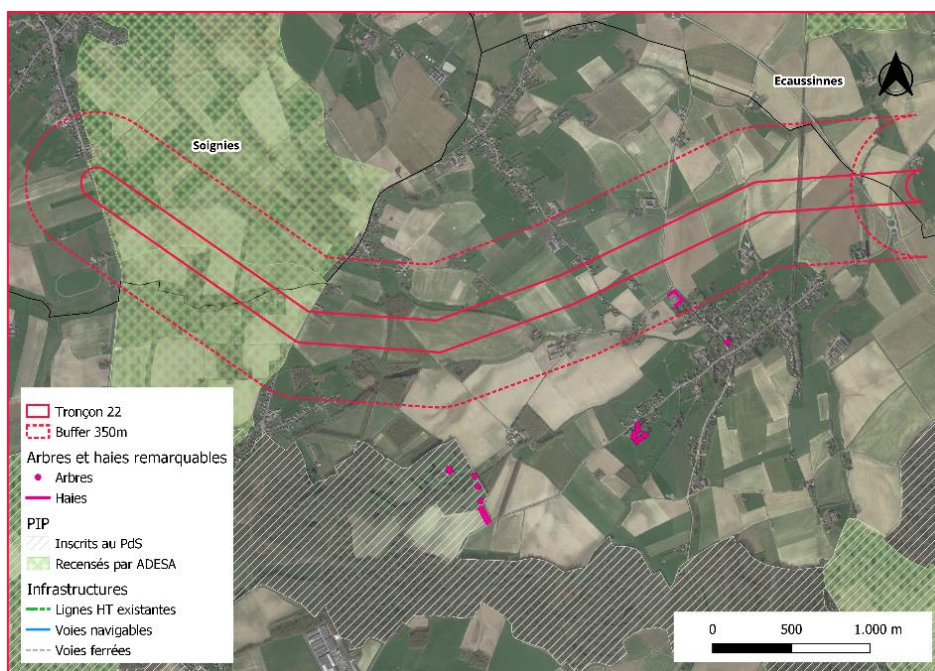 Soignies
Ecaussinnes
Tronçon 22
Buffer 350m
Arbres et haies remarquables
Arbres
Haies
PIP
Inscrits au PdS
Recensés par ADESA
Infrastructures
Lignes HT existantes
Voies navigables
Voies ferrées
0 500 1.000 m